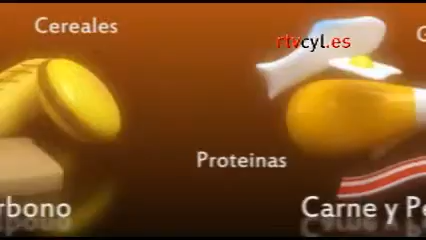 Cereales
rtvcyl.es
G
Proteinas
rbono
Carne y Pe